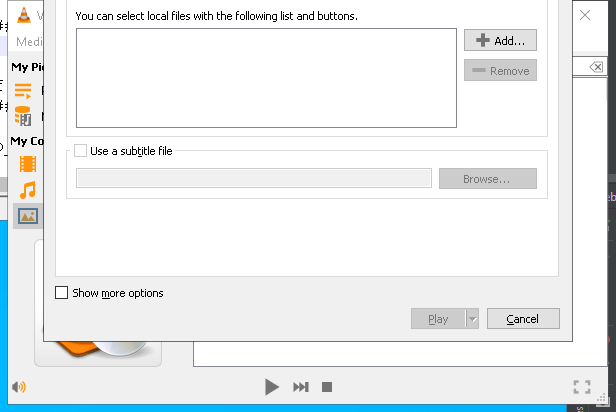 You can select local files with the following list and buttons.
Add...
Remove
Use a subtitle file
Browse...
Show more options
Play
Cancel
V
Medi
My Pi
My Co